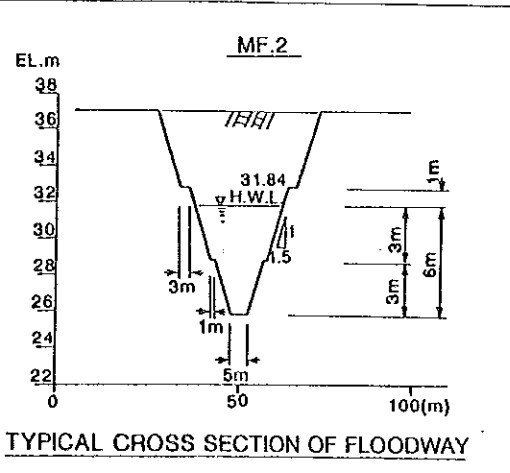 MF.2
EL.m
38
36
34
32
30
28
26
24
22
0
50
100(m)
31.84
H.W.L
1
1.5
3m
1m
5m
1m
3m
3m
6m
TYPICAL CROSS SECTION OF FLOODWAY